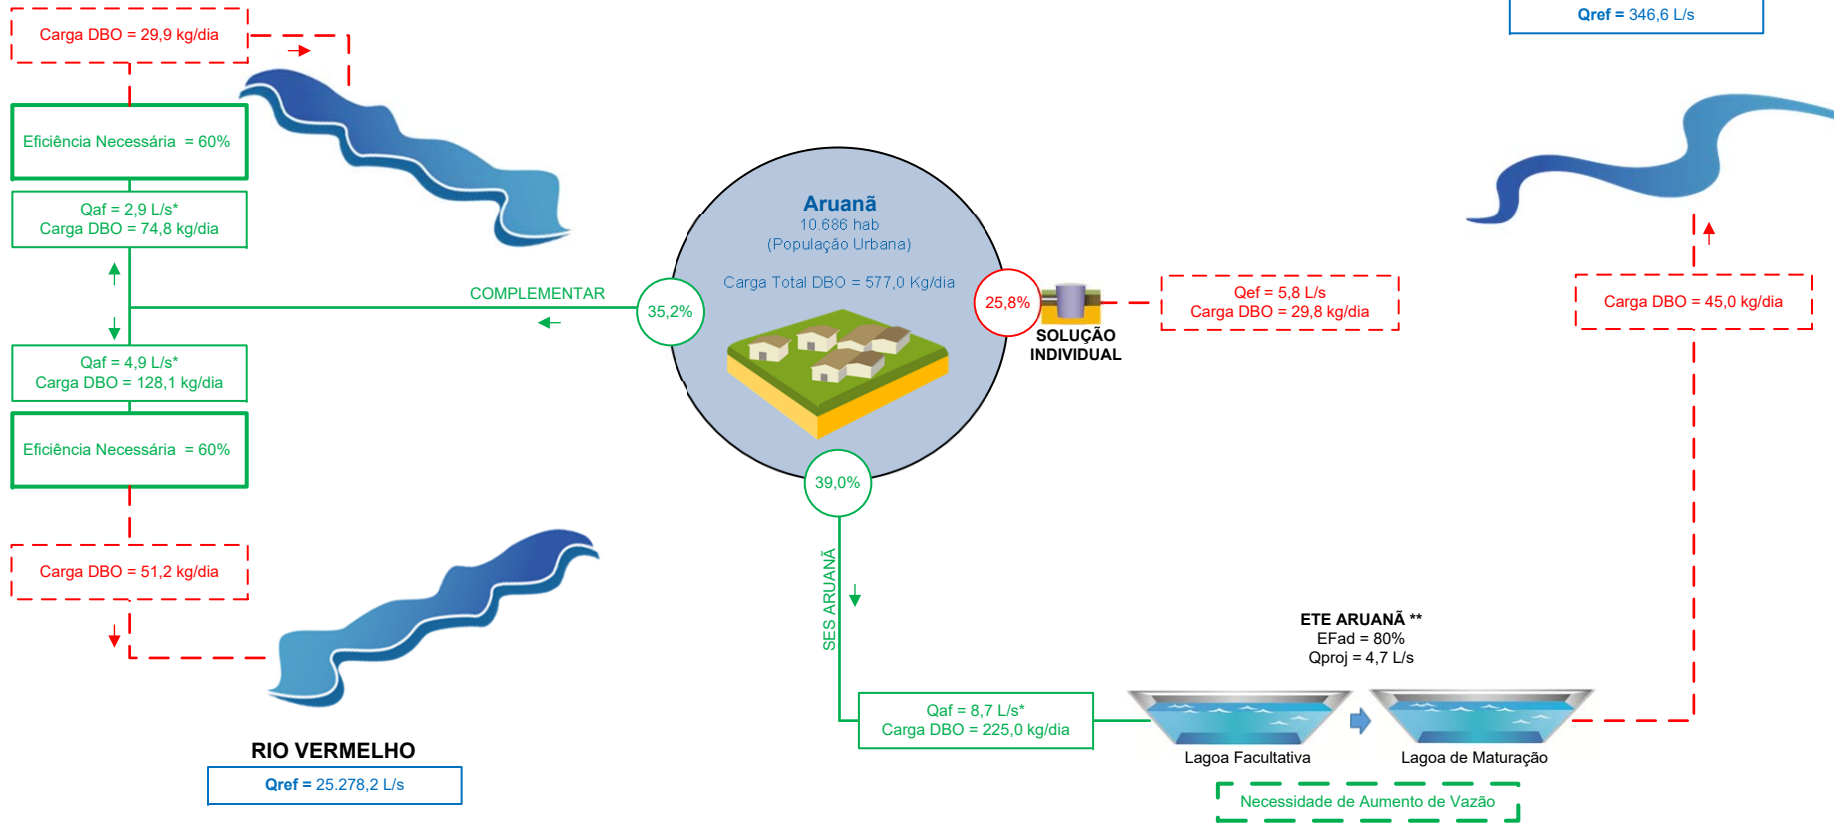 Carga DBO = 29,9 kg/dia
Qref = 346,6 L/s
Eficiência Necessária = 60%
Qaf = 2,9 L/s*
Carga DBO = 74,8 kg/dia
COMPLEMENTAR
35,2%
Aruanã
10.686 hab
(População Urbana)
Carga Total DBO = 577,0 Kg/dia
25,8%
SOLUÇÃO
INDIVIDUAL
Qef = 5,8 L/s
Carga DBO = 29,8 kg/dia
Carga DBO = 45,0 kg/dia
Qaf = 4,9 L/s*
Carga DBO = 128,1 kg/dia
Eficiência Necessária = 60%
39,0%
Carga DBO = 51,2 kg/dia
SES ARUANÃ
ETE ARUANÃ **
EFad = 80%
Qproj = 4,7 L/s
Qaf = 8,7 L/s*
Carga DBO = 225,0 kg/dia
Lagoa Facultativa
Lagoa de Maturação
RIO VERMELHO
Qref = 25.278,2 L/s
Necessidade de Aumento de Vazão